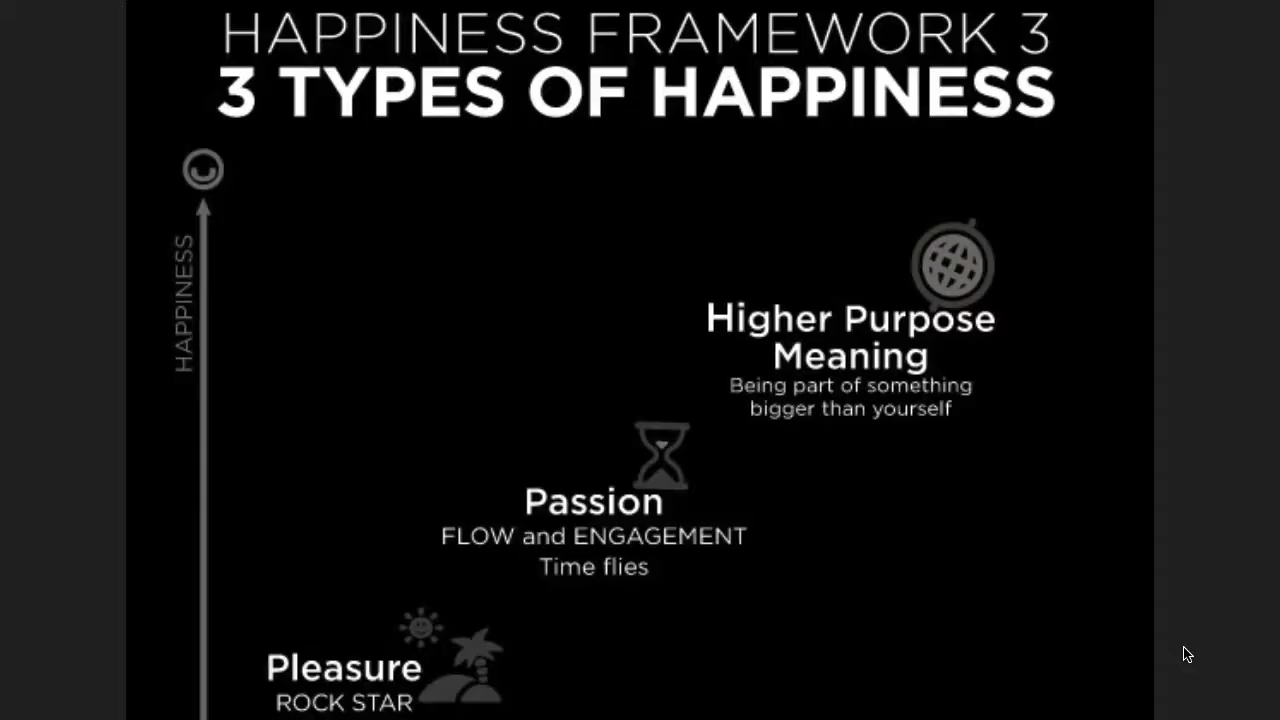 HAPPINESS FRAMEWORK 3
3 TYPES OF HAPPINESS
HAPPINESS
Higher Purpose
Meaning
Being part of something
bigger than yourself
Passion
FLOW and ENGAGEMENT
Time flies
Pleasure
ROCK STAR